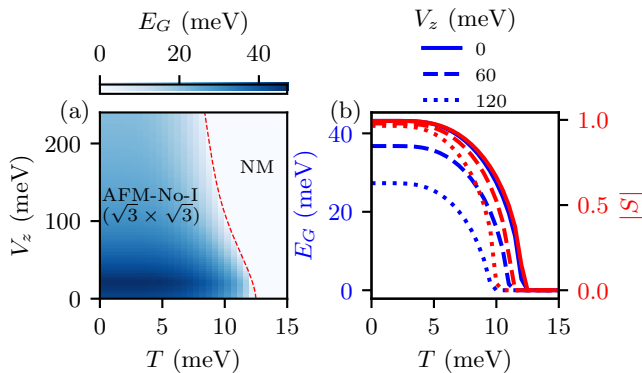 E_G (meV)
0 20 40
V_z (meV)
0
60
120
(a)
NM
AFM-No-I
(√3 × √3)
V_z (meV)
200
100
0
0 5 10 15
T (meV)
(b)
E_G (meV)
40
20
0
1.0
0.5
0.0
|S|
0 5 10 15
T (meV)